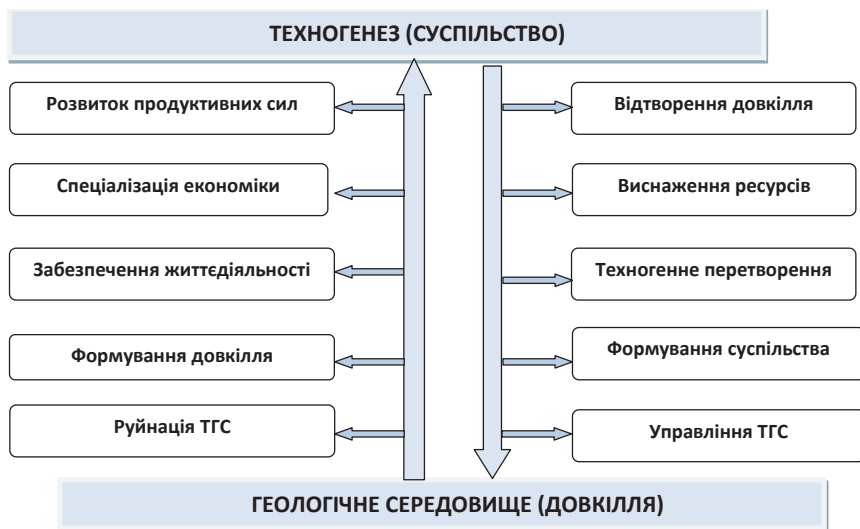 ТЕХНОГЕНЕЗ (СУСПІЛЬСТВО)
Розвиток продуктивних сил
Відтворення довкілля
Спеціалізація економіки
Виснаження ресурсів
Забезпечення життєдіяльності
Техногенне перетворення
Формування довкілля
Формування суспільства
Руйнація ТГС
Управління ТГС
ГЕОЛОГІЧНЕ СЕРЕДОВИЩЕ (ДОВКІЛЛЯ)